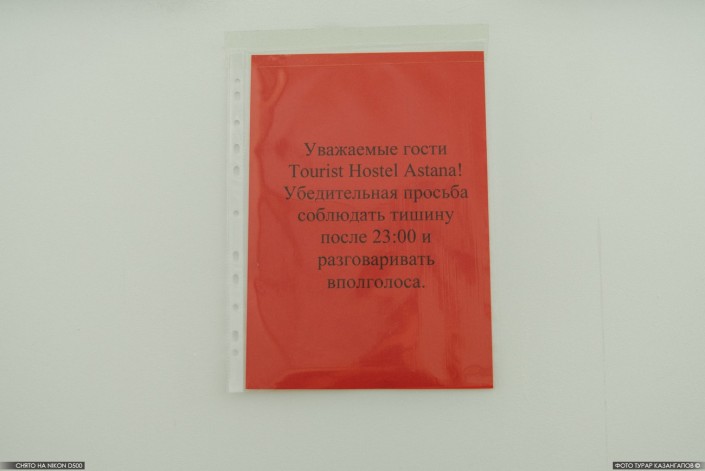 Уважаемые гости
Tourist Hostel Astana!
Убедительная просьба
соблюдать тишину
после 23:00 и
разговаривать
вполголоса.
СНЯТО НА NIKON D500
ФОТО ТУРАР КАЗАНГАПОВ ©